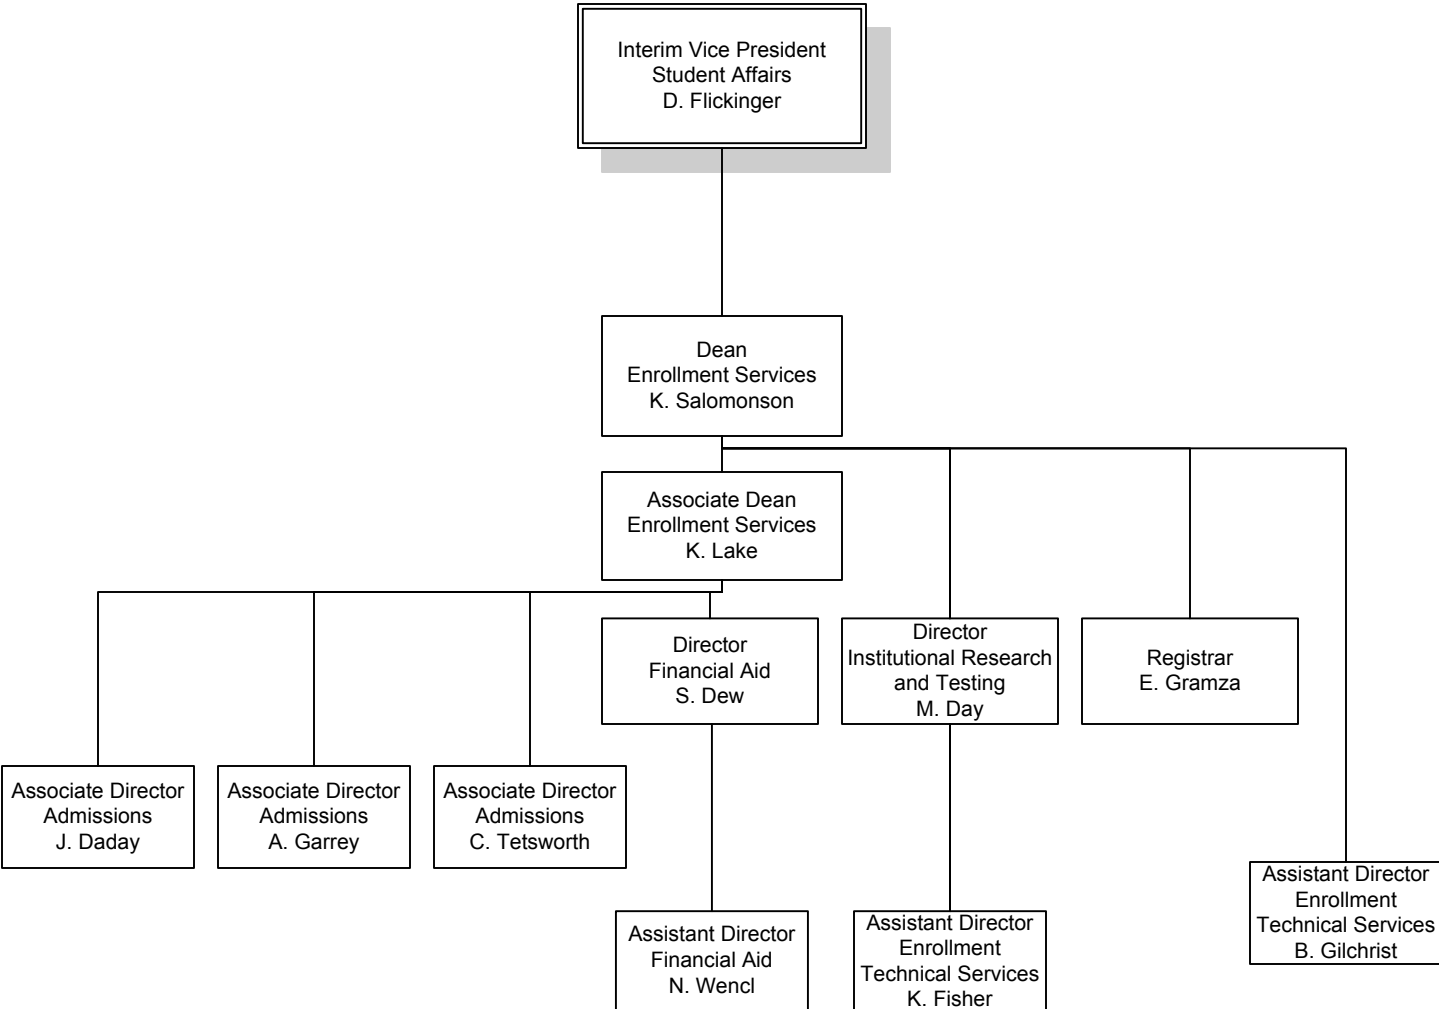 Interim Vice President
Student Affairs
D. Flickinger
Dean
Enrollment Services
K. Salomonson
Associate Dean
Enrollment Services
K. Lake
Director
Financial Aid
S. Dew
Director
Institutional Research
and Testing
M. Day
Registrar
E. Gramza
Associate Director
Admissions
J. Daday
Associate Director
Admissions
A. Garrey
Associate Director
Admissions
C. Tetsworth
Assistant Director
Enrollment
Technical Services
B. Gilchrist
Assistant Director
Financial Aid
N. Wencl
Assistant Director
Enrollment
Technical Services
K. Fisher